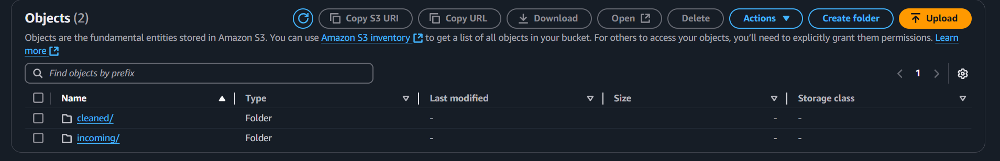 Objects (2) Copy S3 URI Copy URL Download Open Delete Actions Create folder Upload
Objects are the fundamental entities stored in Amazon S3. You can use Amazon S3 inventory to get a list of all objects in your bucket. For others to access your objects, you’ll need to explicitly grant them permissions. Learn
more
Find objects by prefix 1
Name Type Last modified Size Storage class
cleaned/ Folder - - -
incoming/ Folder - - -